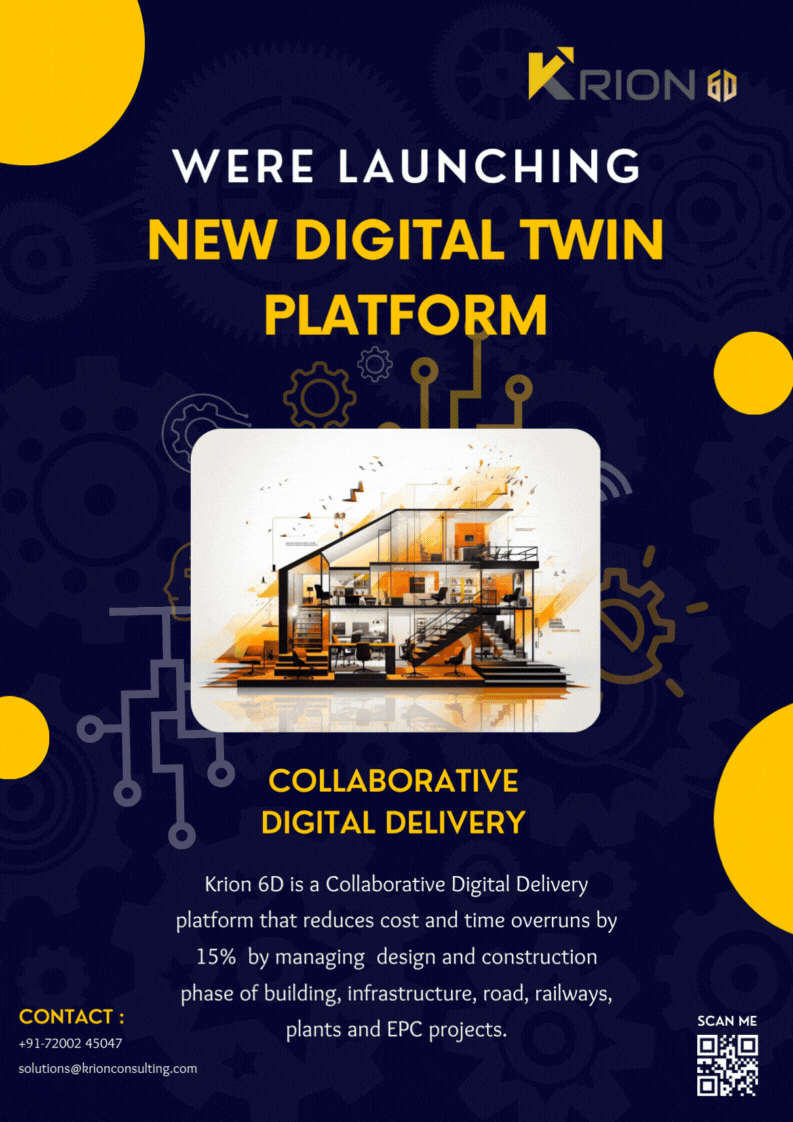 KRION 6D
WERE LAUNCHING
NEW DIGITAL TWIN
PLATFORM
COLLABORATIVE
DIGITAL DELIVERY
Krion 6D is a Collaborative Digital Delivery
platform that reduces cost and time overruns by
15% by managing design and construction
phase of building, infrastructure, road, railways,
plants and EPC projects.
CONTACT :
+91-72002 45047
solutions@krionconsulting.com
SCAN ME